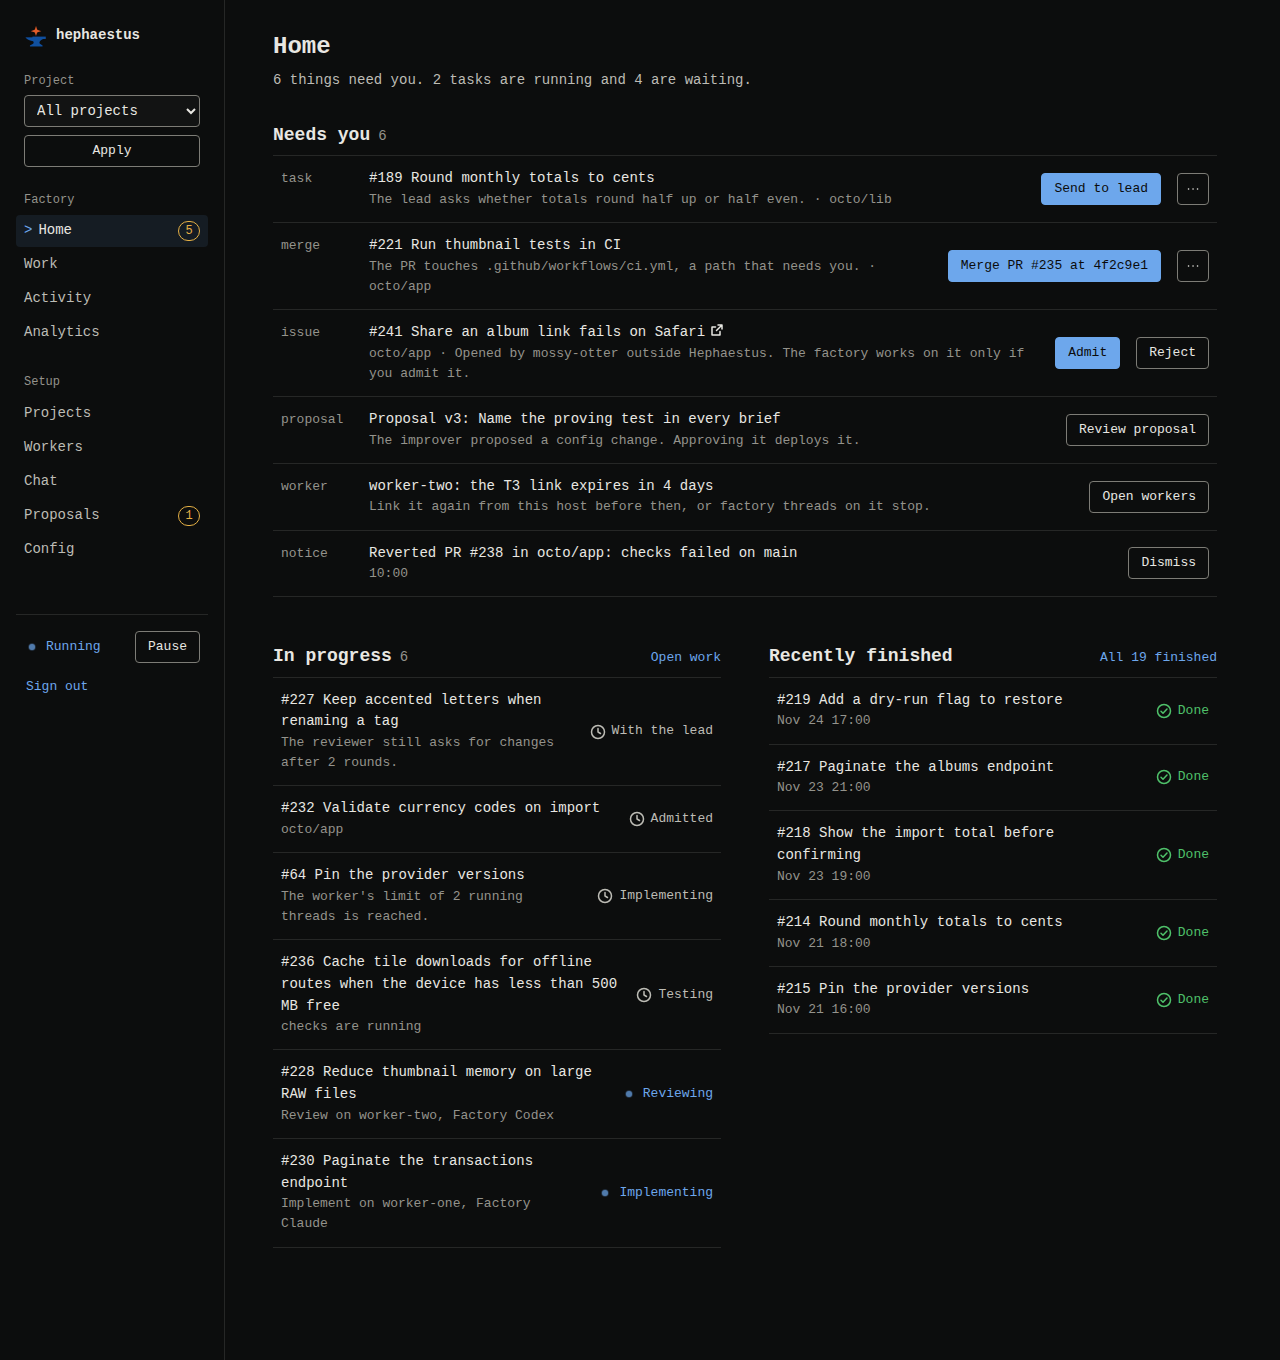 hephaestus
Project
All projects
Apply
Factory
> Home 5
Work
Activity
Analytics
Setup
Projects
Workers
Chat
Proposals 1
Config
Running Pause
Sign out
Home
6 things need you. 2 tasks are running and 4 are waiting.
Needs you 6
task
#189 Round monthly totals to cents
The lead asks whether totals round half up or half even. · octo/lib
Send to lead ...
merge
#221 Run thumbnail tests in CI
The PR touches .github/workflows/ci.yml, a path that needs you. ·
octo/app
Merge PR #235 at 4f2c9e1 ...
issue
#241 Share an album link fails on Safari
octo/app · Opened by mossy-otter outside Hephaestus. The factory works on it only if
you admit it.
Admit Reject
proposal
Proposal v3: Name the proving test in every brief
The improver proposed a config change. Approving it deploys it.
Review proposal
worker
worker-two: the T3 link expires in 4 days
Link it again from this host before then, or factory threads on it stop.
Open workers
notice
Reverted PR #238 in octo/app: checks failed on main
10:00
Dismiss
In progress 6 Open work
#227 Keep accented letters when
renaming a tag
The reviewer still asks for changes
after 2 rounds.
With the lead
#232 Validate currency codes on import
octo/app
Admitted
#64 Pin the provider versions
The worker's limit of 2 running
threads is reached.
Implementing
#236 Cache tile downloads for offline
routes when the device has less than 500
MB free
checks are running
Testing
#228 Reduce thumbnail memory on large
RAW files
Review on worker-two, Factory Codex
Reviewing
#230 Paginate the transactions
endpoint
Implement on worker-one, Factory
Claude
Implementing
Recently finished All 19 finished
#219 Add a dry-run flag to restore
Nov 24 17:00
Done
#217 Paginate the albums endpoint
Nov 23 21:00
Done
#218 Show the import total before
confirming
Nov 23 19:00
Done
#214 Round monthly totals to cents
Nov 21 18:00
Done
#215 Pin the provider versions
Nov 21 16:00
Done